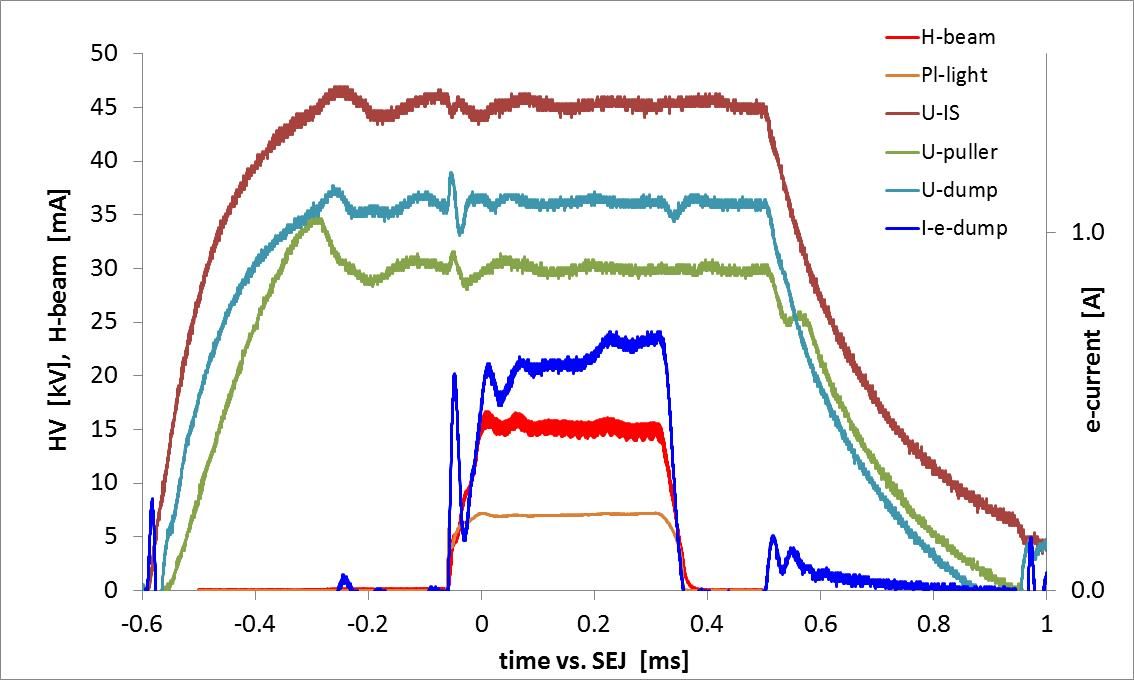 H-beam
Pl-light
U-IS
U-puller
U-dump
I-e-dump
50
45
40
35
30
25
20
15
10
5
0
HV [kV], H-beam [mA]
1.0
0.0
e-current [A]
-0.6 -0.4 -0.2 0 0.2 0.4 0.6 0.8 1
time vs. SEJ [ms]